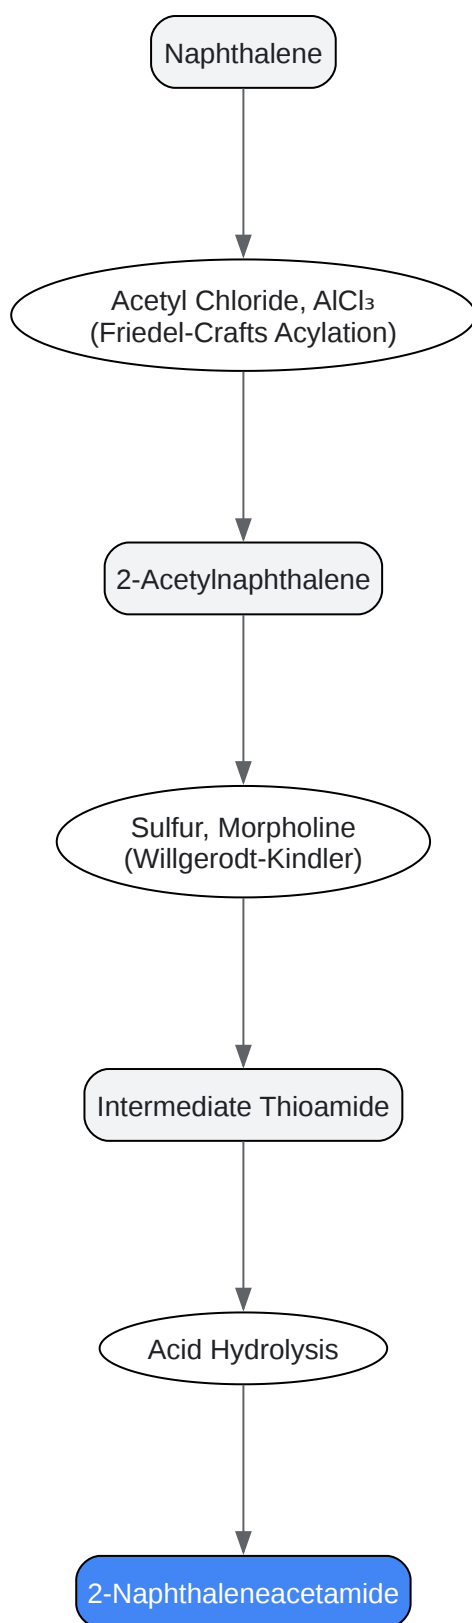 Naphthalene
Acetyl Chloride, AlCl₃
(Friedel-Crafts Acylation)
2-Acetylnaphthalene
Sulfur, Morpholine
(Willgerodt-Kindler)
Intermediate Thioamide
Acid Hydrolysis
2-Naphthaleneacetamide